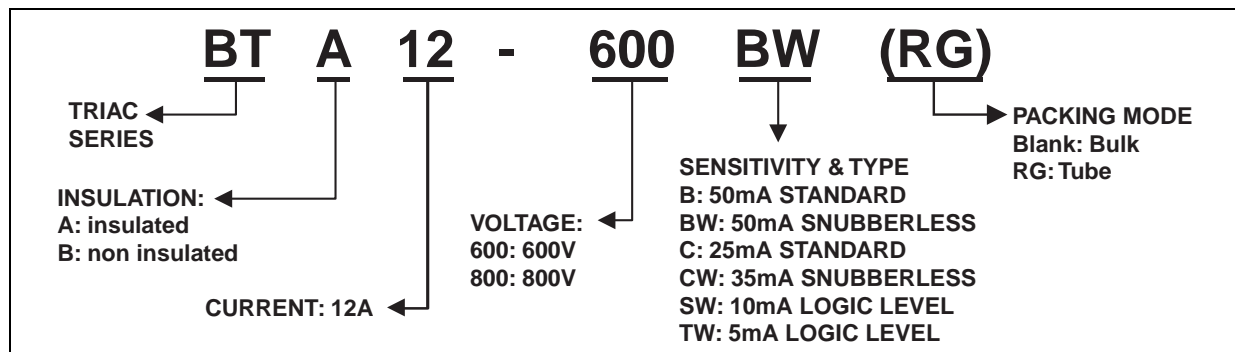 BT A 12 - 600 BW (RG)
TRIAC
SERIES
INSULATION:
A: insulated
B: non insulated
CURRENT: 12A
VOLTAGE:
600: 600V
800: 800V
SENSITIVITY & TYPE
B: 50mA STANDARD
BW: 50mA SNUBBERLESS
C: 25mA STANDARD
CW: 35mA SNUBBERLESS
SW: 10mA LOGIC LEVEL
TW: 5mA LOGIC LEVEL
PACKING MODE
Blank: Bulk
RG: Tube